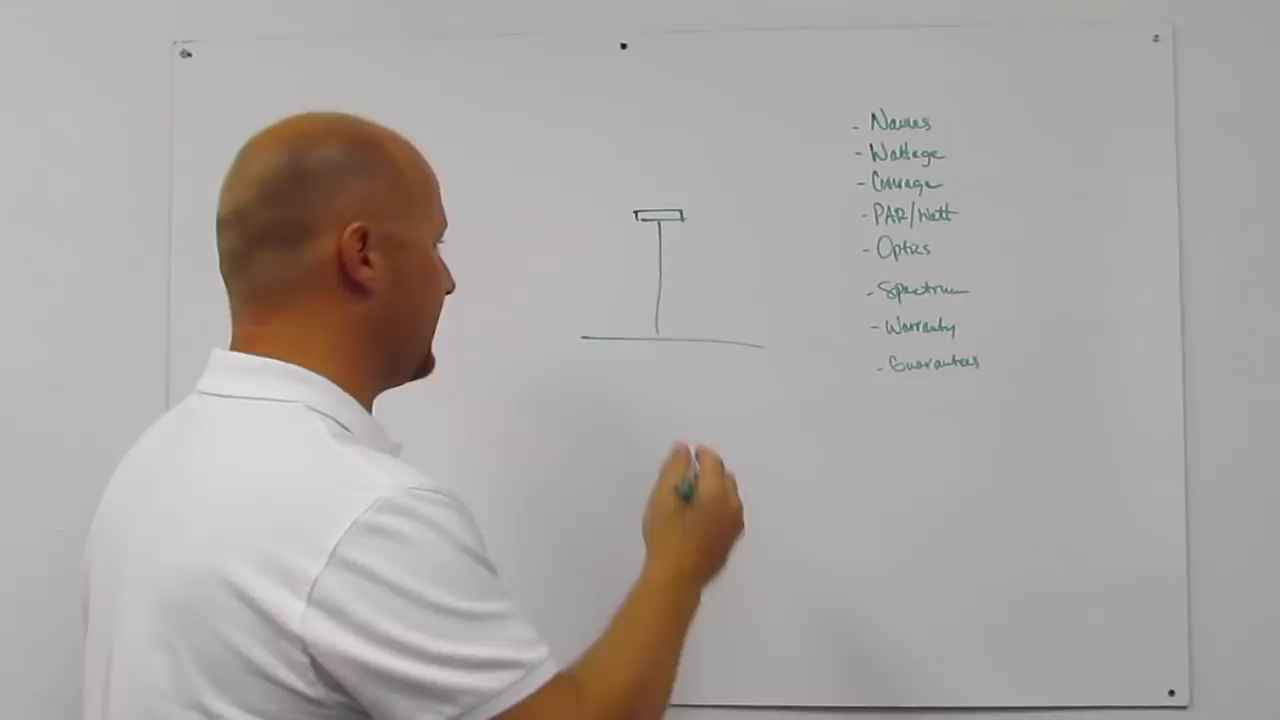 - Names
- Wattage
- Coverage
- PAR/Watt
- Optics
- Spectrum
- Warranty
- Guarantees